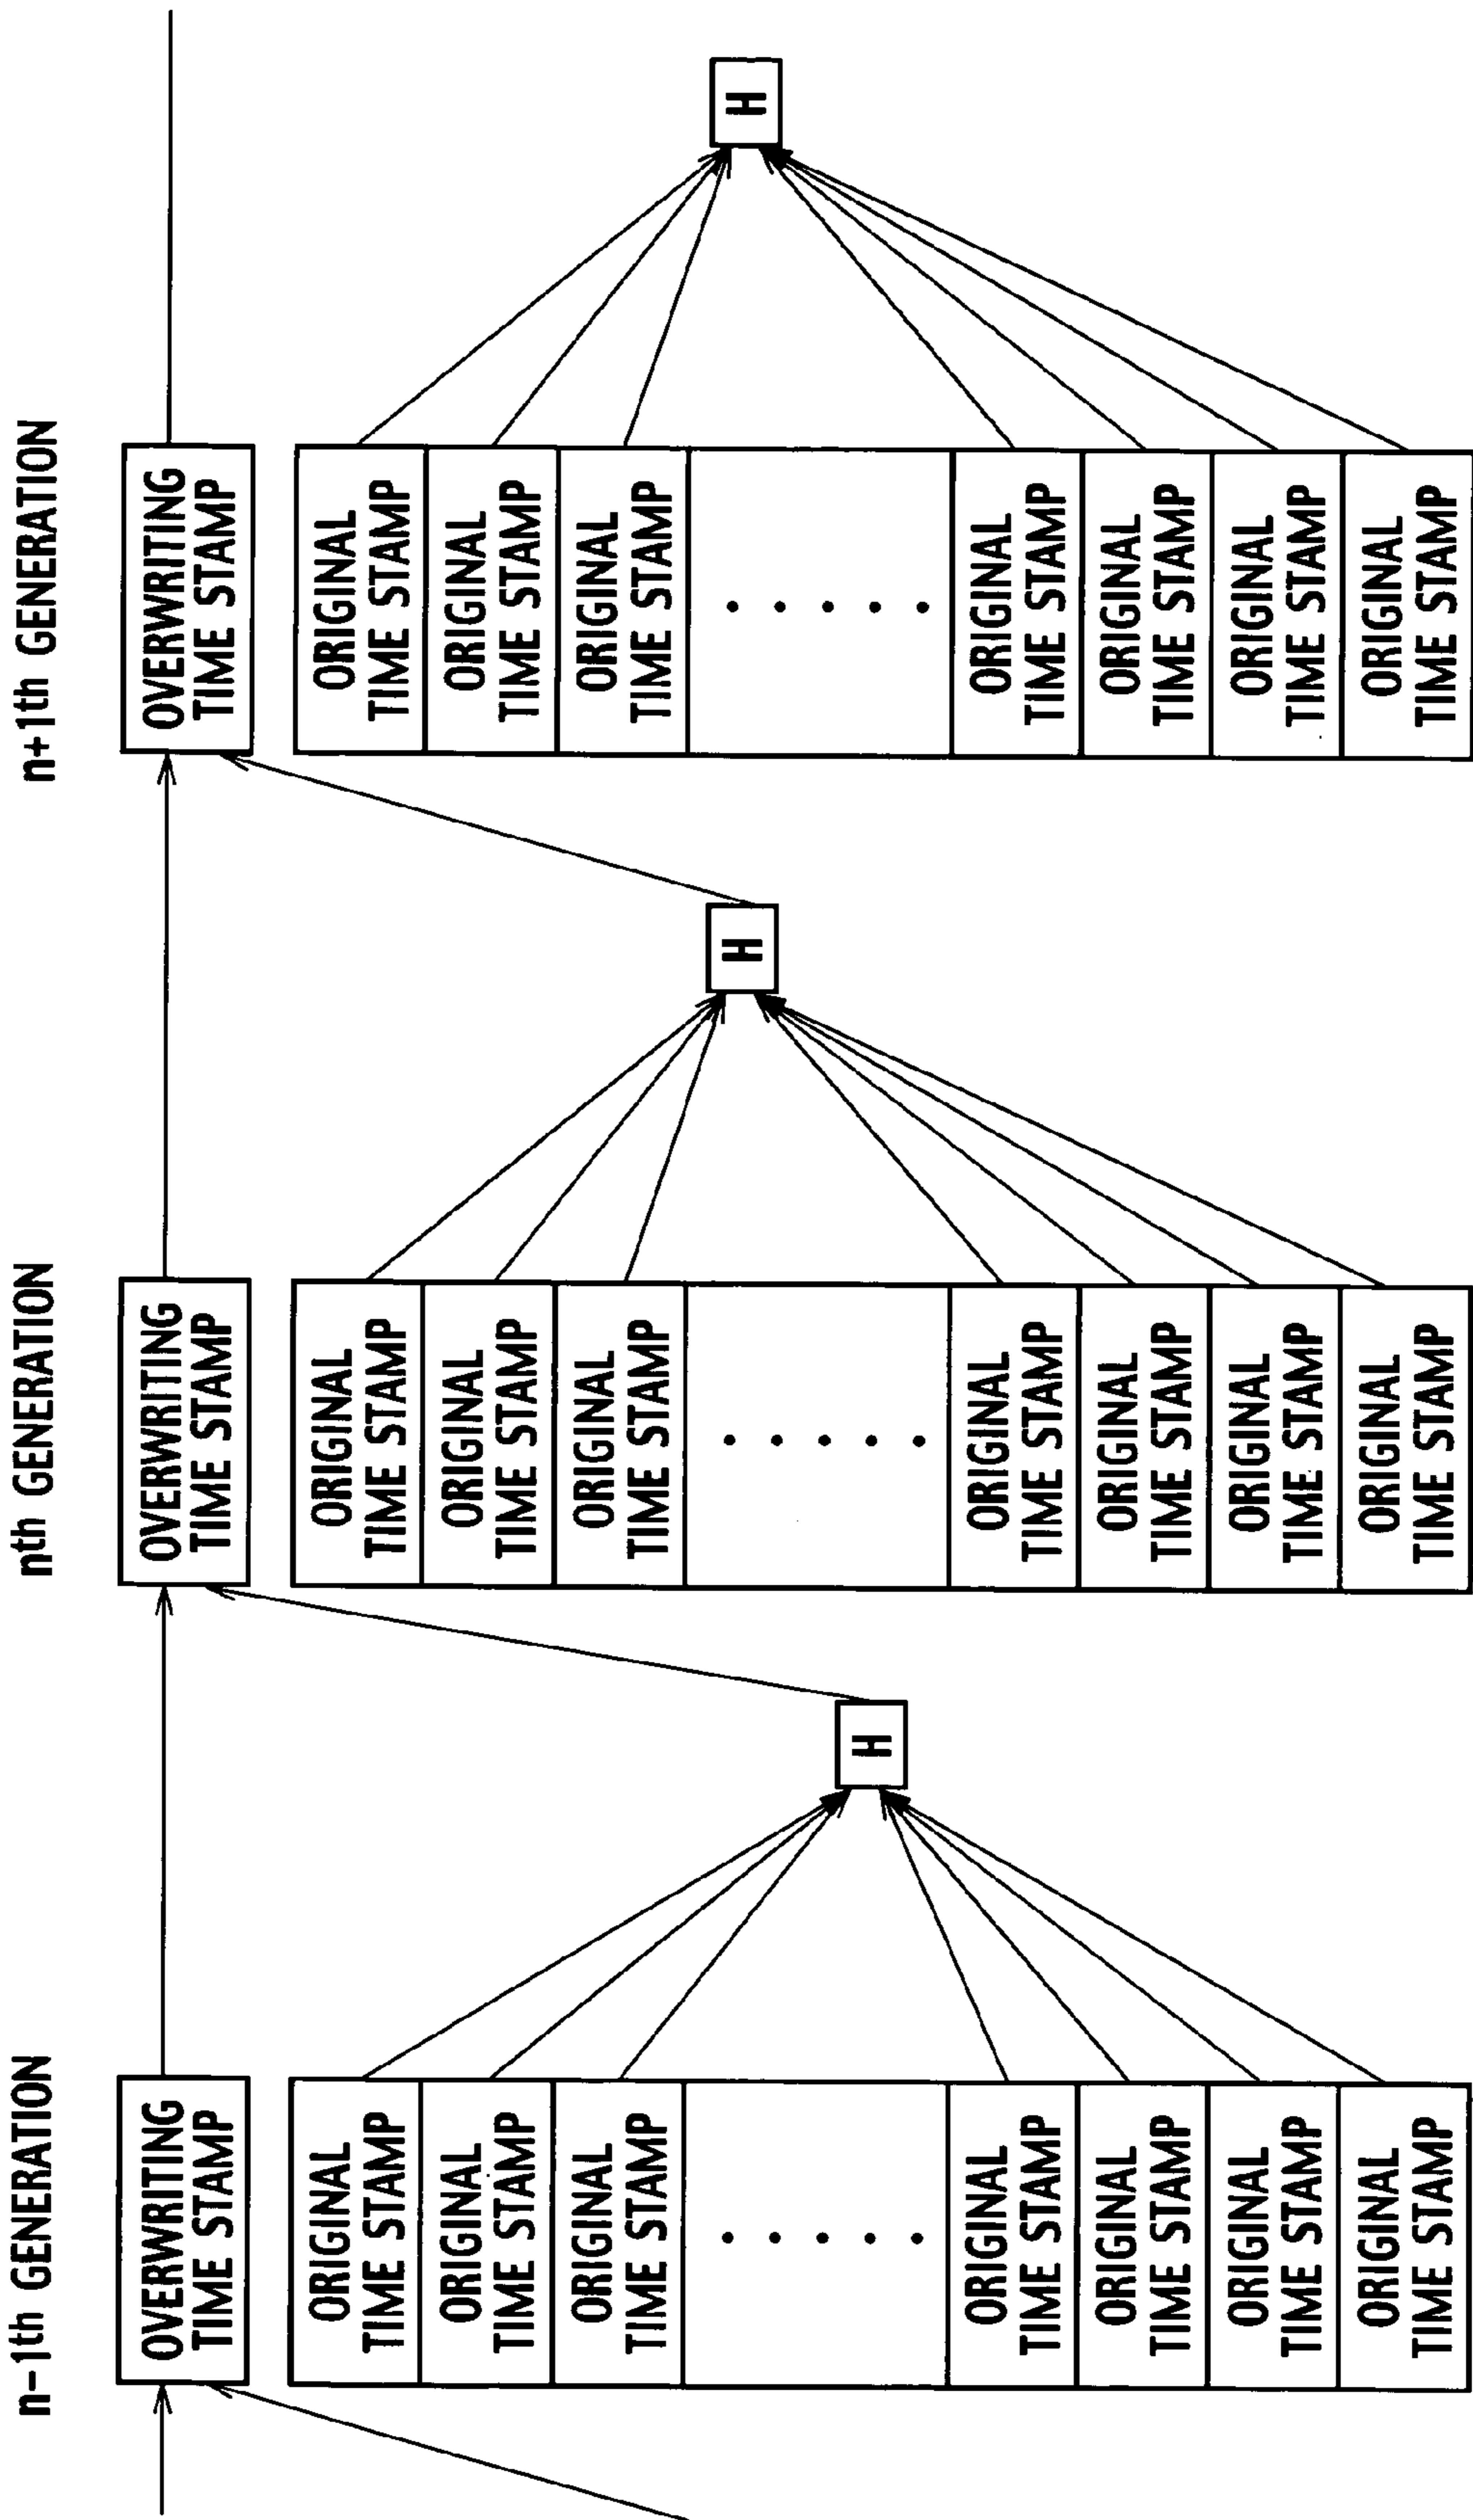 n-1th GENERATION
OVERWRITING
TIME STAMP
ORIGINAL
TIME STAMP
ORIGINAL
TIME STAMP
ORIGINAL
TIME STAMP
. . . . .
ORIGINAL
TIME STAMP
ORIGINAL
TIME STAMP
ORIGINAL
TIME STAMP
ORIGINAL
TIME STAMP
H
nth GENERATION
OVERWRITING
TIME STAMP
ORIGINAL
TIME STAMP
ORIGINAL
TIME STAMP
ORIGINAL
TIME STAMP
. . . . .
ORIGINAL
TIME STAMP
ORIGINAL
TIME STAMP
ORIGINAL
TIME STAMP
ORIGINAL
TIME STAMP
H
n+1th GENERATION
OVERWRITING
TIME STAMP
ORIGINAL
TIME STAMP
ORIGINAL
TIME STAMP
ORIGINAL
TIME STAMP
. . . . .
ORIGINAL
TIME STAMP
ORIGINAL
TIME STAMP
ORIGINAL
TIME STAMP
ORIGINAL
TIME STAMP
H